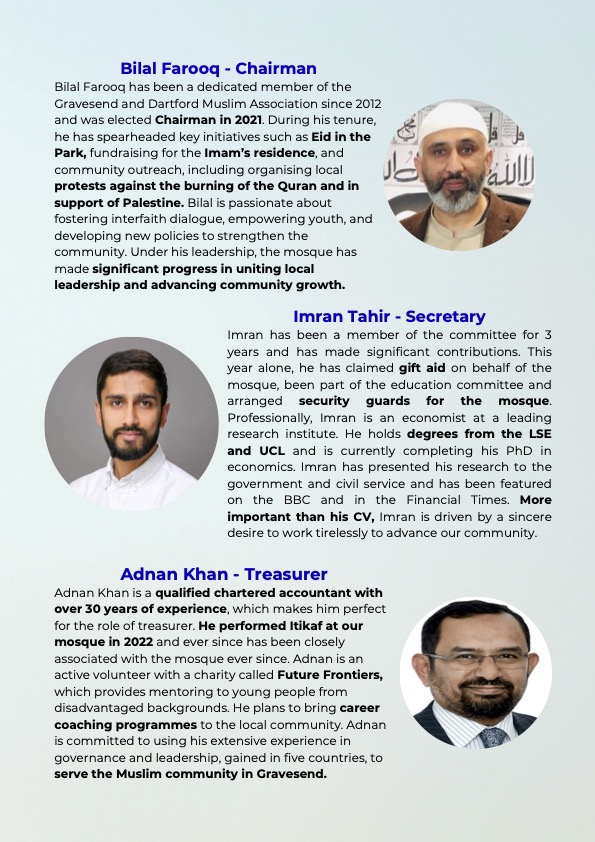 Bilal Farooq - Chairman
Bilal Farooq has been a dedicated member of the
Gravesend and Dartford Muslim Association since 2012
and was elected Chairman in 2021. During his tenure,
he has spearheaded key initiatives such as Eid in the
Park, fundraising for the Imam's residence, and
community outreach, including organising local
protests against the burning of the Quran and in
support of Palestine. Bilal is passionate about
fostering interfaith dialogue, empowering youth, and
developing new policies to strengthen the
community. Under his leadership, the mosque has
made significant progress in uniting local
leadership and advancing community growth.
Imran Tahir - Secretary
Imran has been a member of the committee for 3
years and has made significant contributions. This
year alone, he has claimed gift aid on behalf of the
mosque, been part of the education committee and
arranged security guards for the mosque.
Professionally, Imran is an economist at a leading
research institute. He holds degrees from the LSE
and UCL and is currently completing his PhD in
economics. Imran has presented his research to the
government and civil service and has been featured
on the BBC and in the Financial Times. More
important than his CV, Imran is driven by a sincere
desire to work tirelessly to advance our community.
Adnan Khan - Treasurer
Adnan Khan is a qualified chartered accountant with
over 30 years of experience, which makes him perfect
for the role of treasurer. He performed Itikaf at our
mosque in 2022 and ever since has been closely
associated with the mosque ever since. Adnan is an
active volunteer with a charity called Future Frontiers,
which provides mentoring to young people from
disadvantaged backgrounds. He plans to bring career
coaching programmes to the local community. Adnan
is committed to using his extensive experience in
governance and leadership, gained in five countries, to
serve the Muslim community in Gravesend.